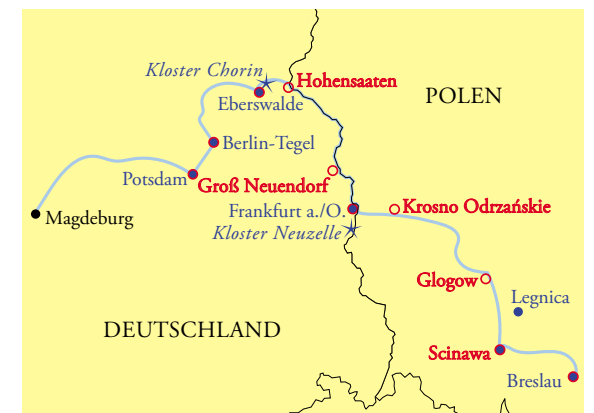 Kloster Chorin
Hohensaaten
Eberswalde
POLEN
Berlin-Tegel
Potsdam
Groß Neuendorf
Magdeburg
Frankfurt a./O.
Krosno Odrzańskie
Kloster Neuzelle
Glogow
Legnica
DEUTSCHLAND
Scinawa
Breslau